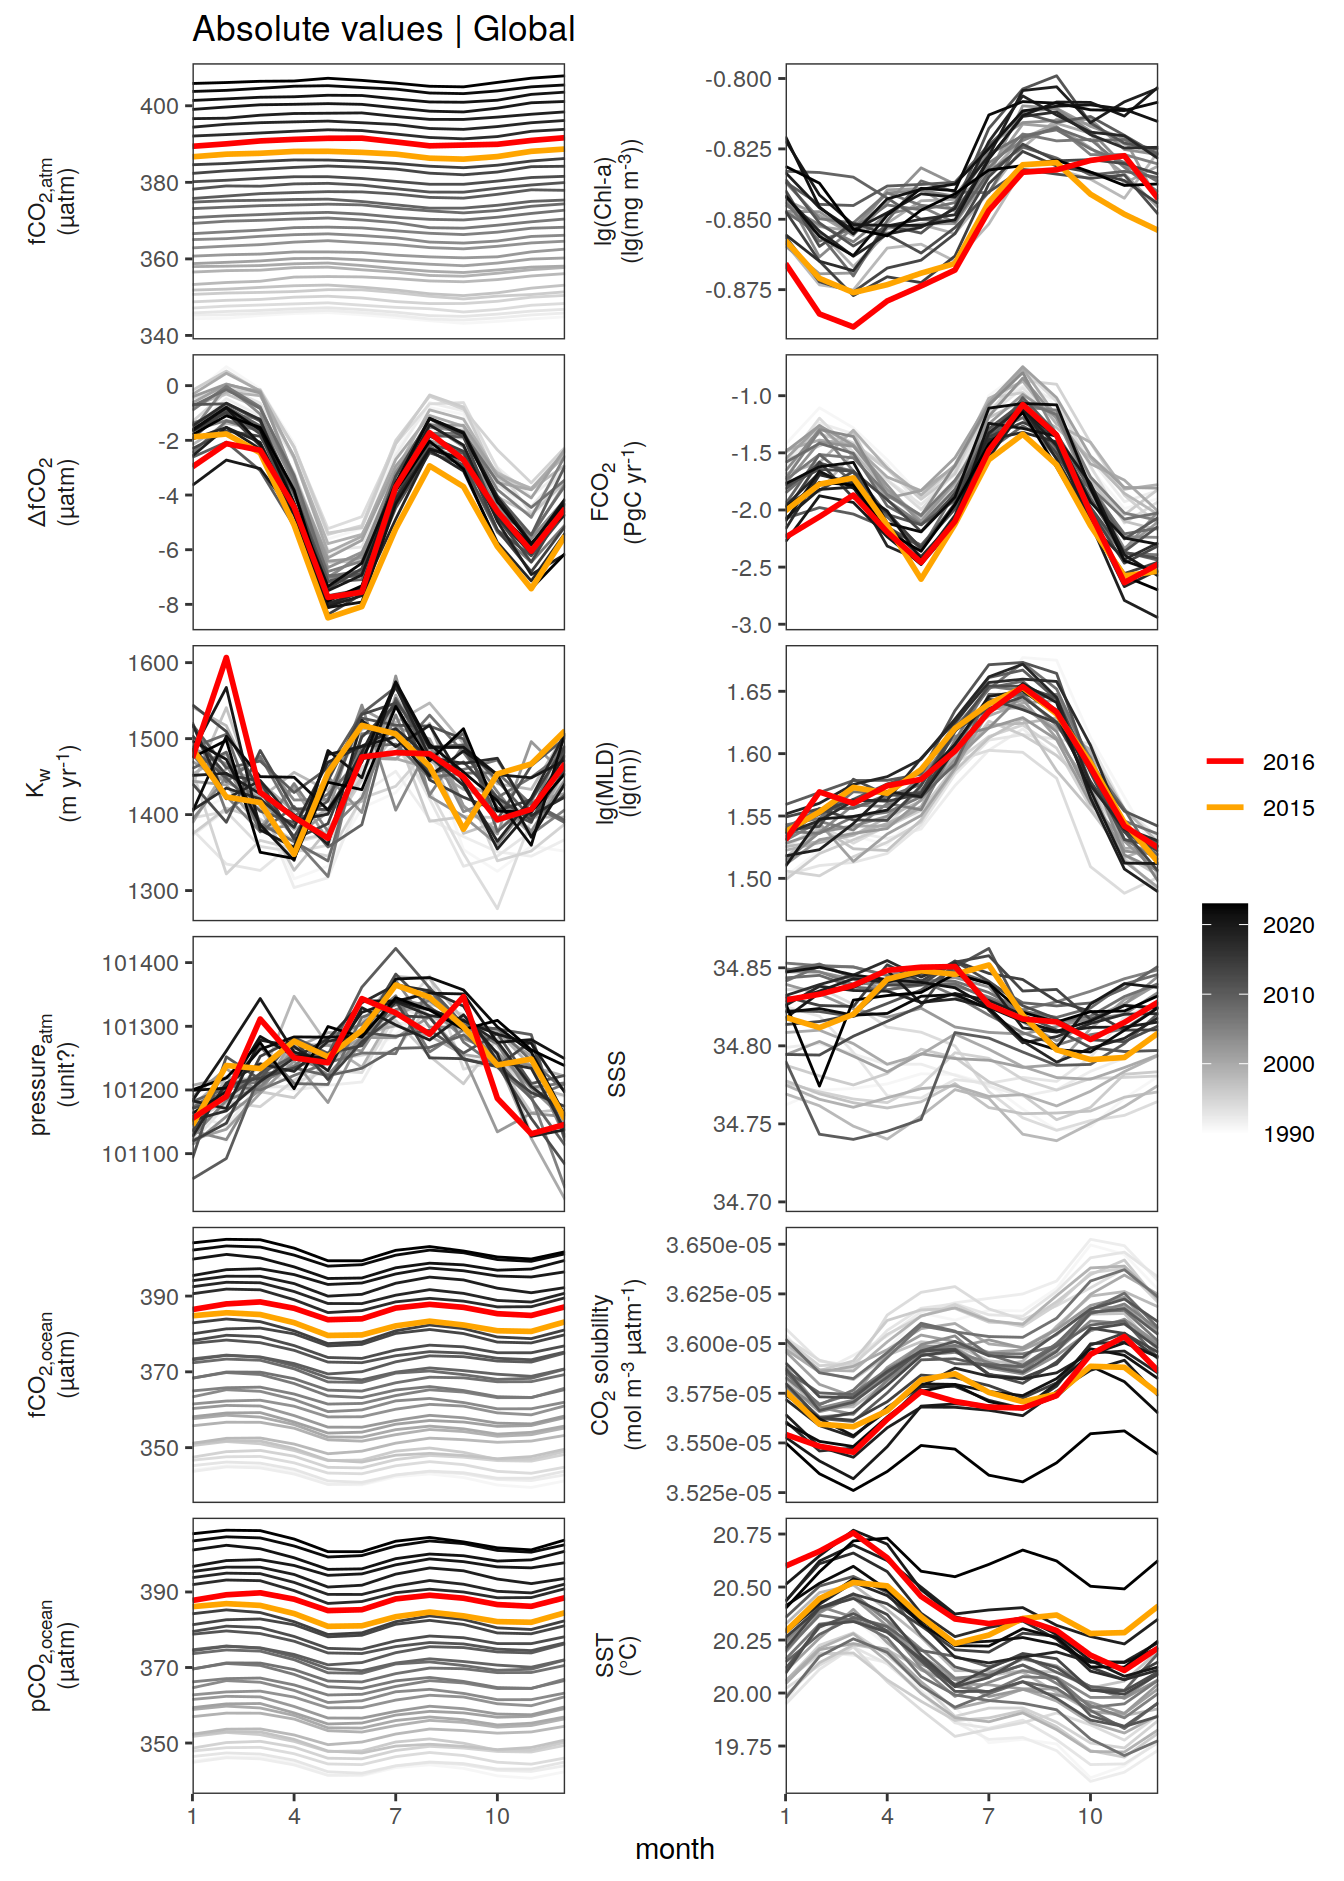 Absolute values | Global
fCO2,atm
(µatm)
400
380
360
340
lg(Chl-a)
(lg(mg m-3))
-0.800
-0.825
-0.850
-0.875
ΔfCO2
(µatm)
0
-2
-4
-6
-8
FCO2
(PgC yr-1)
-1.0
-1.5
-2.0
-2.5
-3.0
Kw
(m yr-1)
1600
1500
1400
1300
lg(MLD)
(lg(m))
1.65
1.60
1.55
1.50
pressureatm
(unit?)
101400
101300
101200
101100
SSS
34.85
34.80
34.75
34.70
fCO2,ocean
(µatm)
390
370
350
CO2 solubility
(mol m-3 µatm-1)
3.650e-05
3.625e-05
3.600e-05
3.575e-05
3.550e-05
3.525e-05
pCO2,ocean
(µatm)
390
370
350
SST
(°C)
20.75
20.50
20.25
20.00
19.75
1 4 7 10
1 4 7 10
month
2016
2015
2020
2010
2000
1990